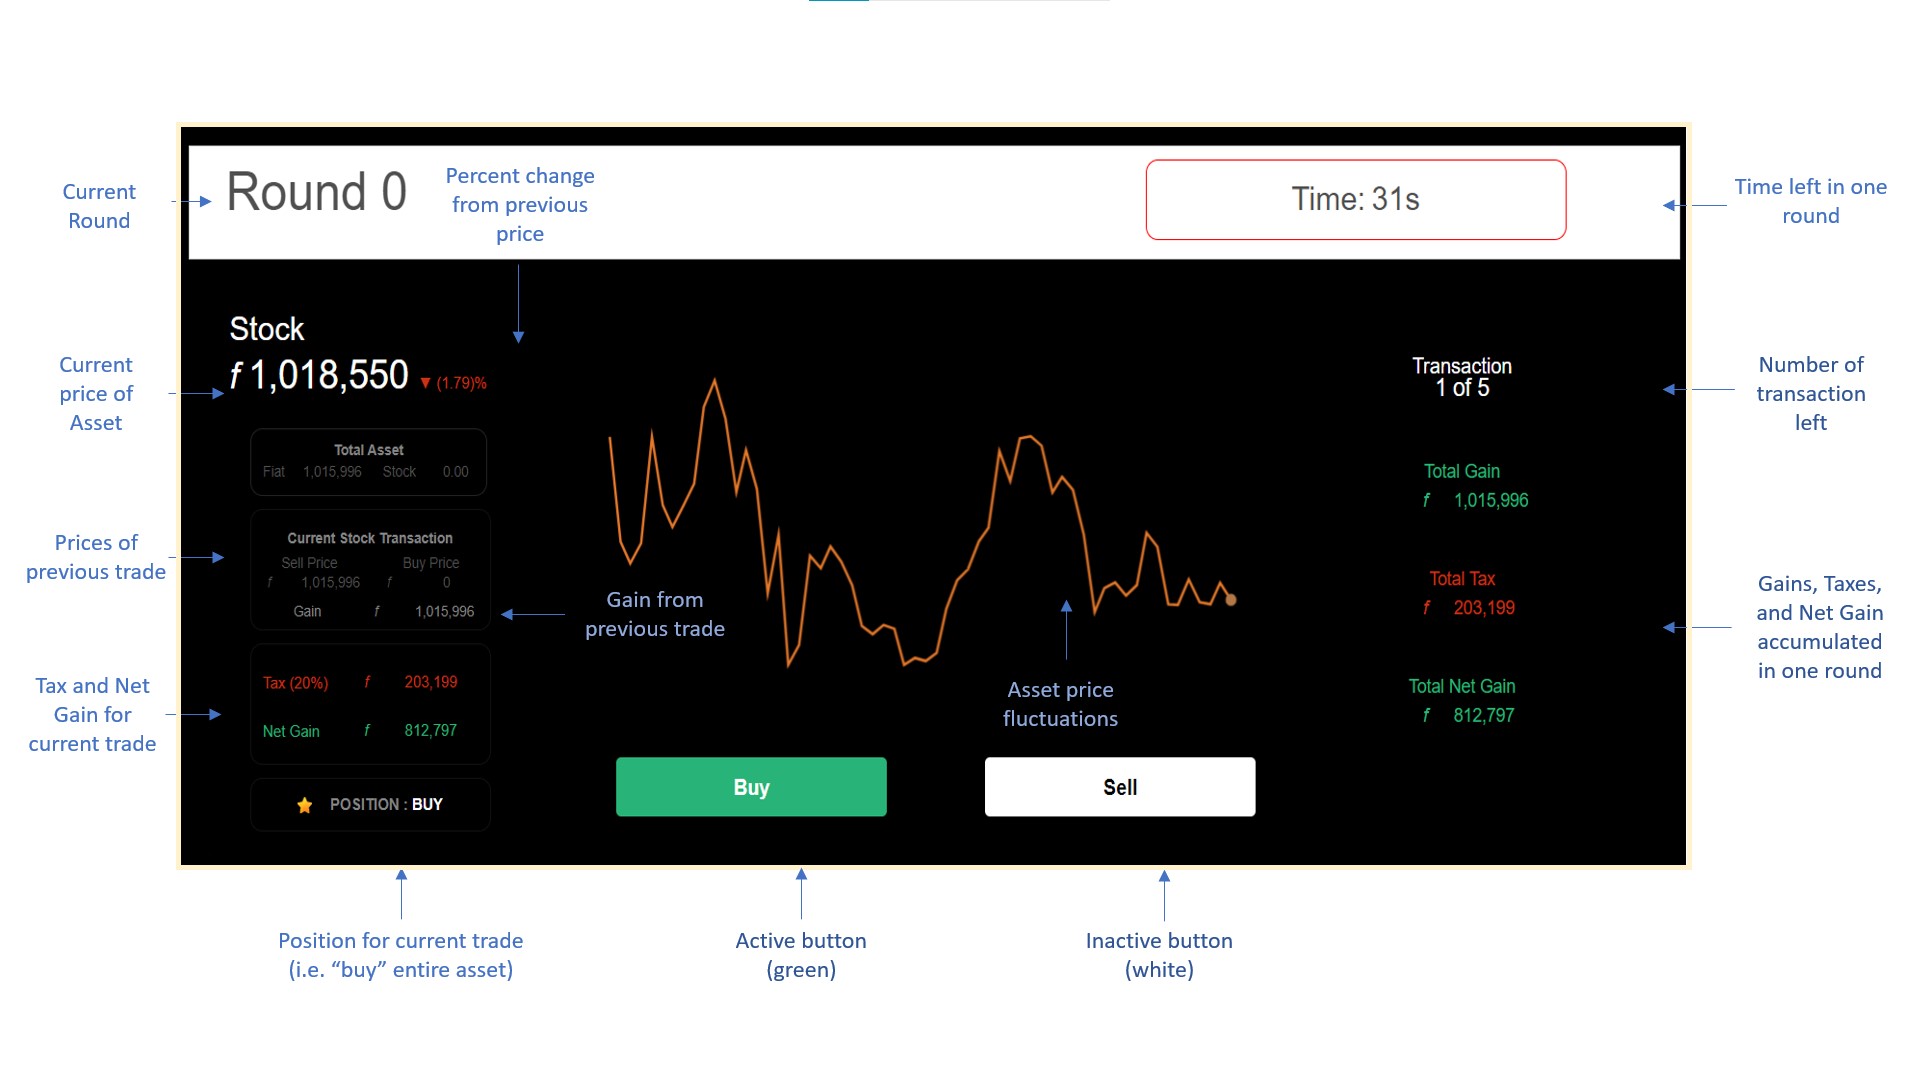 Current
Round
Round 0
Percent change
from previous
price
Time: 31s
Time left in one
round
Stock
f 1,018,550 ▼ (1.79)%
Current
price of
Asset
Total Asset
Fiat 1,015,996 Stock 0.00
Prices of
previous trade
Current Stock Transaction
Sell Price Buy Price
f 1,015,996 f 0
Gain f 1,015,996
Gain from
previous trade
Tax and Net
Gain for
current trade
Tax (20%) f 203,199
Net Gain f 812,797
POSITION : BUY
Asset price
fluctuations
Buy
Sell
Transaction
1 of 5
Number of
transaction
left
Total Gain
f 1,015,996
Total Tax
f 203,199
Total Net Gain
f 812,797
Gains, Taxes,
and Net Gain
accumulated
in one round
Position for current trade
(i.e. “buy” entire asset)
Active button
(green)
Inactive button
(white)